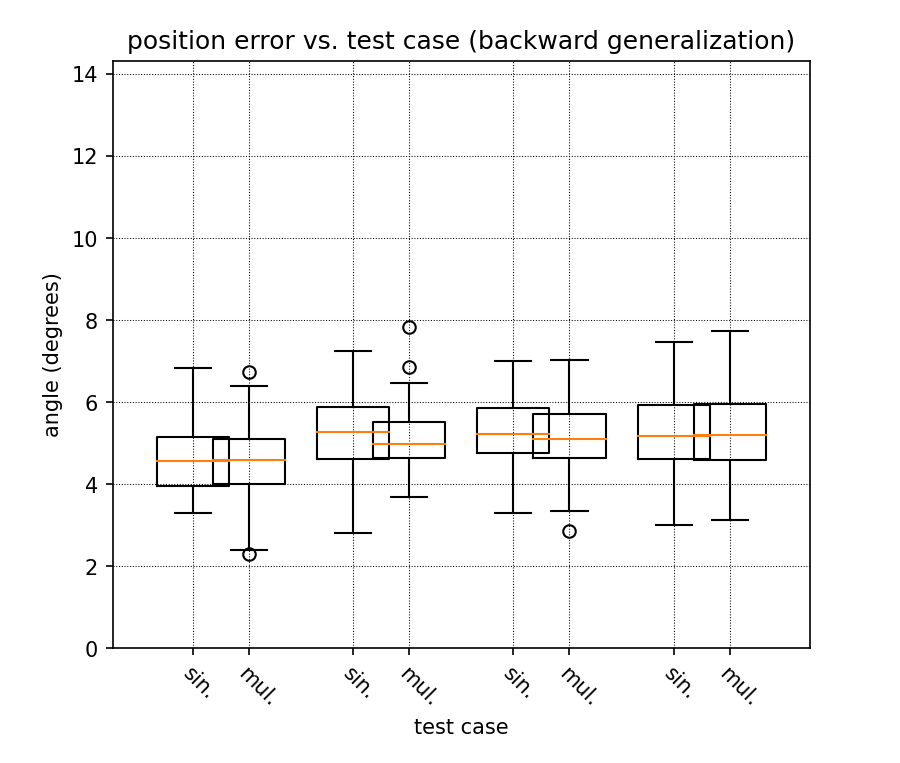 position error vs. test case (backward generalization)
14
12
10
8
6
4
2
0
angle (degrees)
sin. mul. sin. mul. sin. mul. sin. mul.
test case